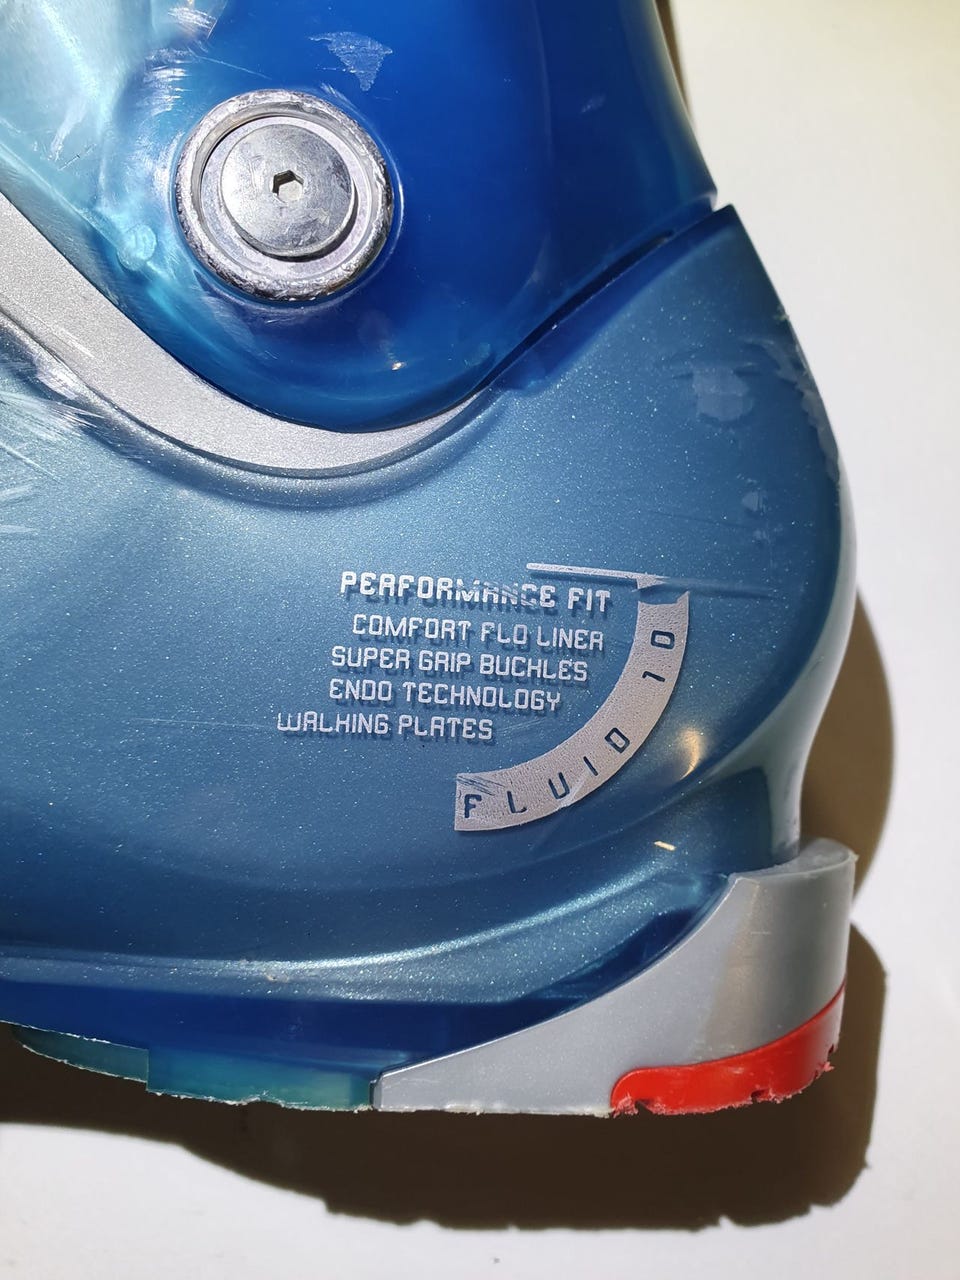 PERFORMANCE FIT
COMFORT FLO LINER
SUPER GRIP BUCKLES
ENDO TECHNOLOGY
WALKING PLATES
FLUID 10